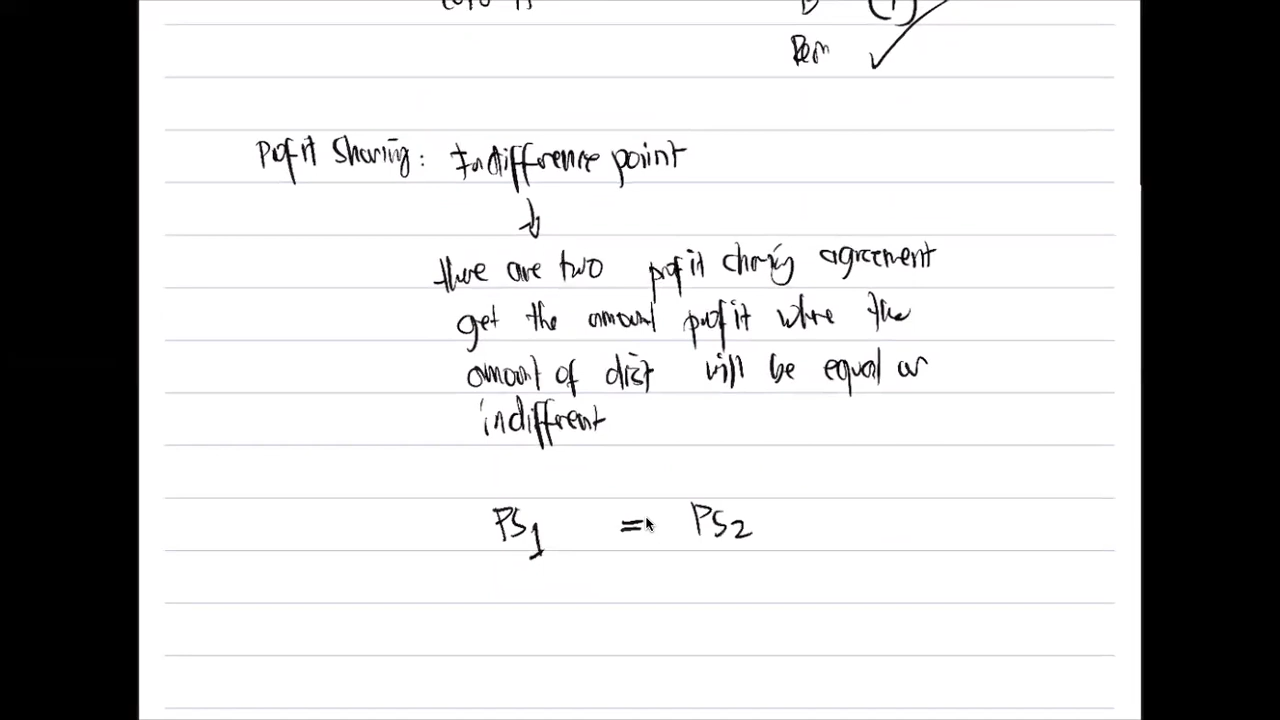 Rem
Profit Sharing: Indifference point
there are two profit sharing agreement
get the amount profit where the
amount of dist will be equal or
indifferent
PS1 = PS2